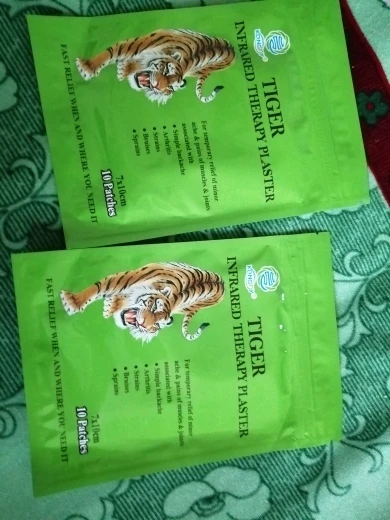 TIGER
INFRARED THERAPY PLASTER
For temporary relief of minor
ache & pains of muscles & joints
associated with
• Simple backache
• Arthritis
• Strains
• Bruises
• Sprains
7x10cm
10 Patches
FAST RELIEF WHEN AND WHERE YOU NEED IT
TIGER
INFRARED THERAPY PLASTER
For temporary relief of minor
ache & pains of muscles & joints
associated with
• Simple backache
• Arthritis
• Strains
• Bruises
• Sprains
7x10cm
10 Patches
FAST RELIEF WHEN AND WHERE YOU NEED IT